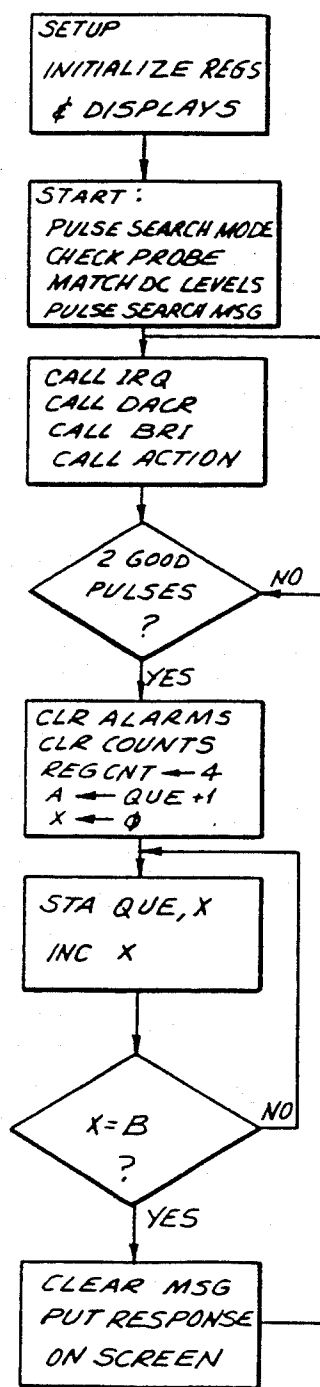 SETUP
INITIALIZE REGS
& DISPLAYS
START:
PULSE SEARCH MODE
CHECK PROBE
MATCH DC LEVELS
PULSE SEARCH MSG
CALL IRQ
CALL DACR
CALL BRI
CALL ACTION
2 GOOD
PULSES
?
NO
YES
CLR ALARMS
CLR COUNTS
REGCNT ← 4
A ← QUE +1
X ← φ
STA QUE, X
INC X
X=B
?
NO
YES
CLEAR MSG
PUT RESPONSE
ON SCREEN